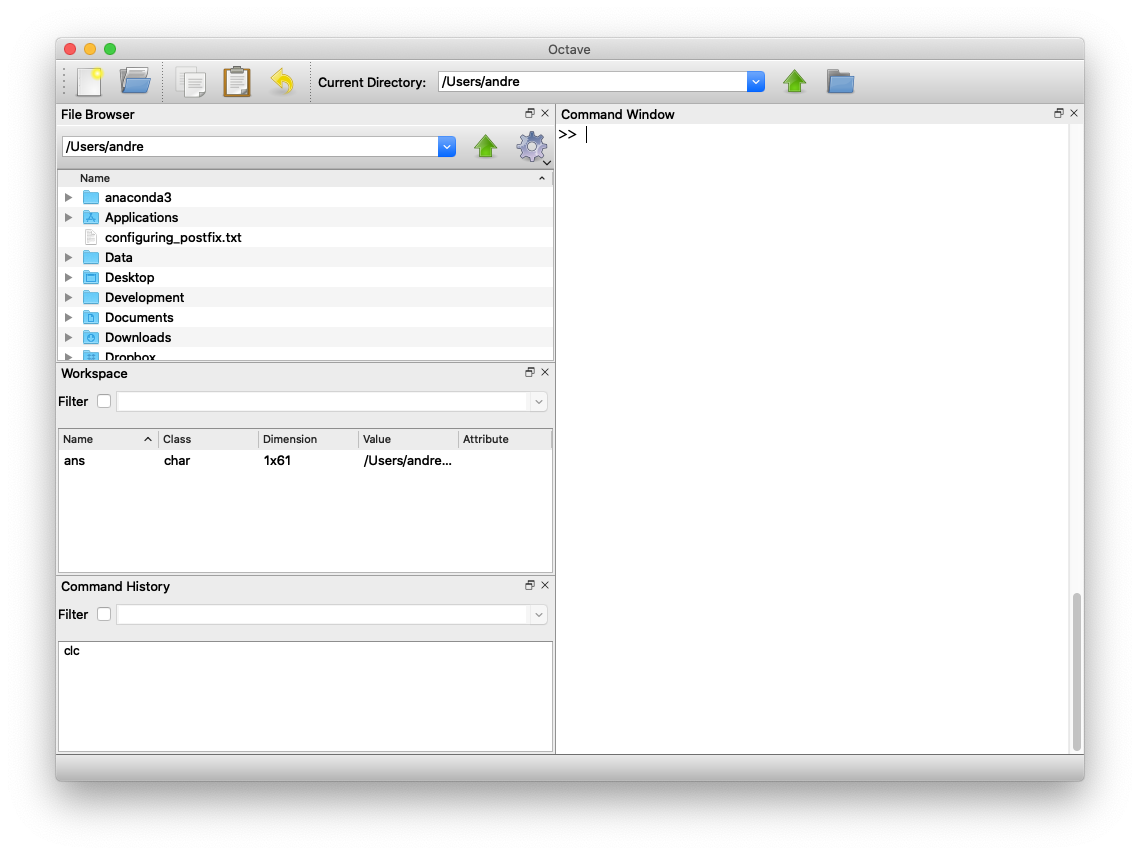 Octave
Current Directory: /Users/andre
File Browser
/Users/andre
Name
anaconda3
Applications
configuring_postfix.txt
Data
Desktop
Development
Documents
Downloads
Dropbox
Workspace
Filter
Name Class Dimension Value Attribute
ans char 1x61 /Users/andre...
Command History
Filter
clc
Command Window
>>